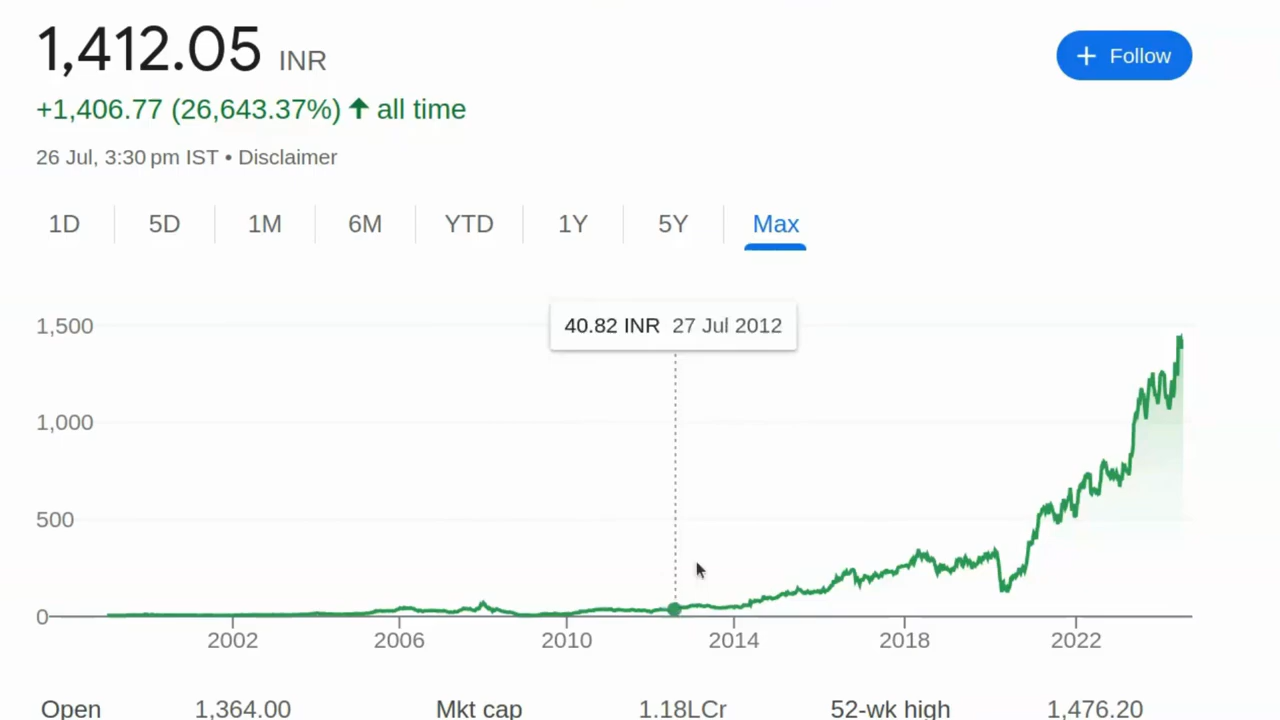 1,412.05 INR
+ Follow
+1,406.77 (26,643.37%) ↑ all time
26 Jul, 3:30 pm IST • Disclaimer
1D 5D 1M 6M YTD 1Y 5Y Max
40.82 INR 27 Jul 2012
1,500
1,000
500
0
2002 2006 2010 2014 2018 2022
Open 1,364.00 Mkt cap 1.18LCr 52-wk high 1,476.20